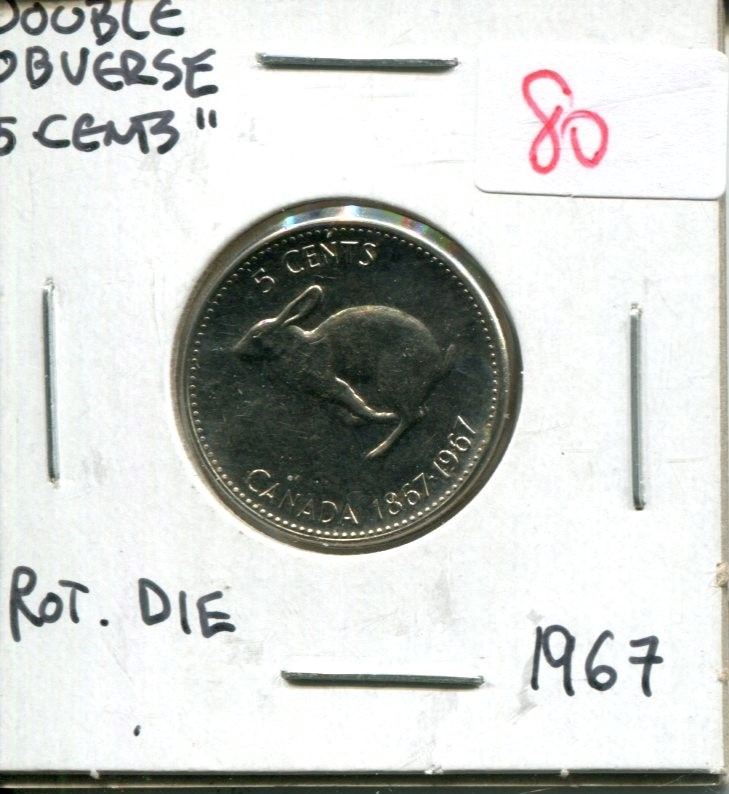 DOUBLE
OBVERSE
5 CENTS"
80
5 CENTS
CANADA 1867·1967
ROT. DIE
1967